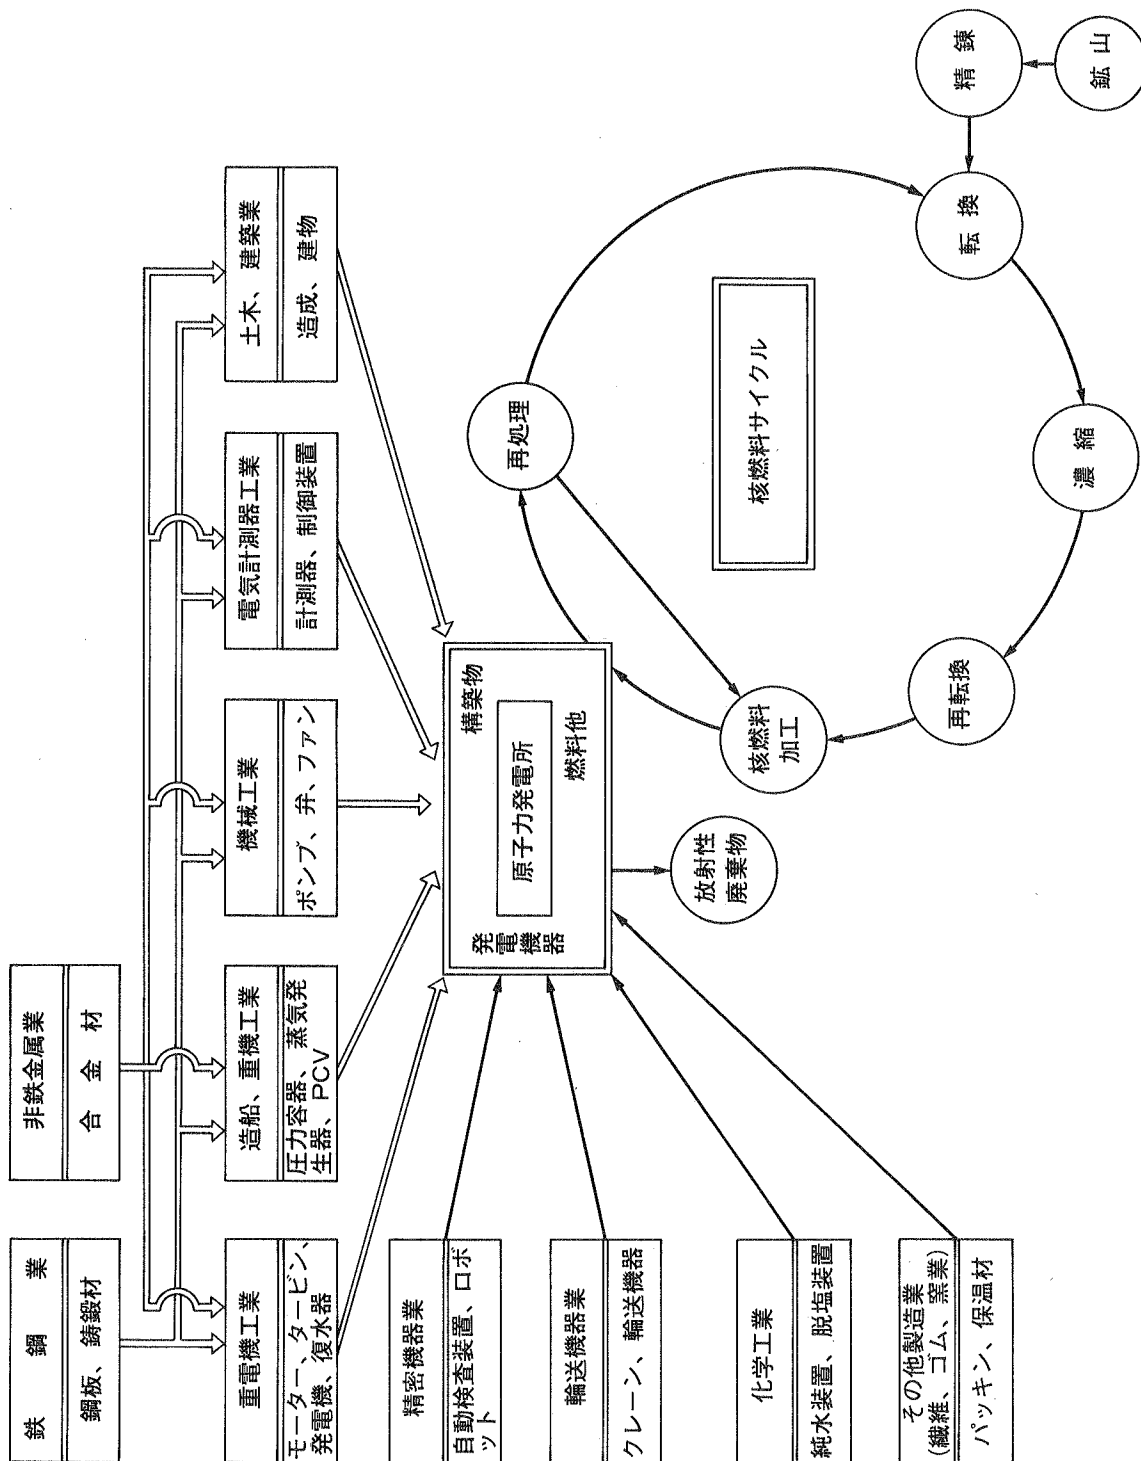 鉄鋼業
鋼板、鋳鍛材
非鉄金属業
合金材
重電機工業
モーター、タービン、
発電機、復水器
造船、重機工業
圧力容器、蒸気発
生器、PCV
機械工業
ポンプ、弁、ファン
電気計測器工業
計測器、制御装置
土木、建築業
造成、建物
精密機器業
自動検査装置、ロボ
ット
輸送機器業
クレーン、輸送機器
化学工業
純水装置、脱塩装置
その他製造業
(繊維、ゴム、窯業)
パッキン、保温材
発電機器
構築物
原子力発電所
燃料他
放射性
廃棄物
核燃料
加工
再処理
再転換
核燃料サイクル
濃縮
転換
精錬
鉱山